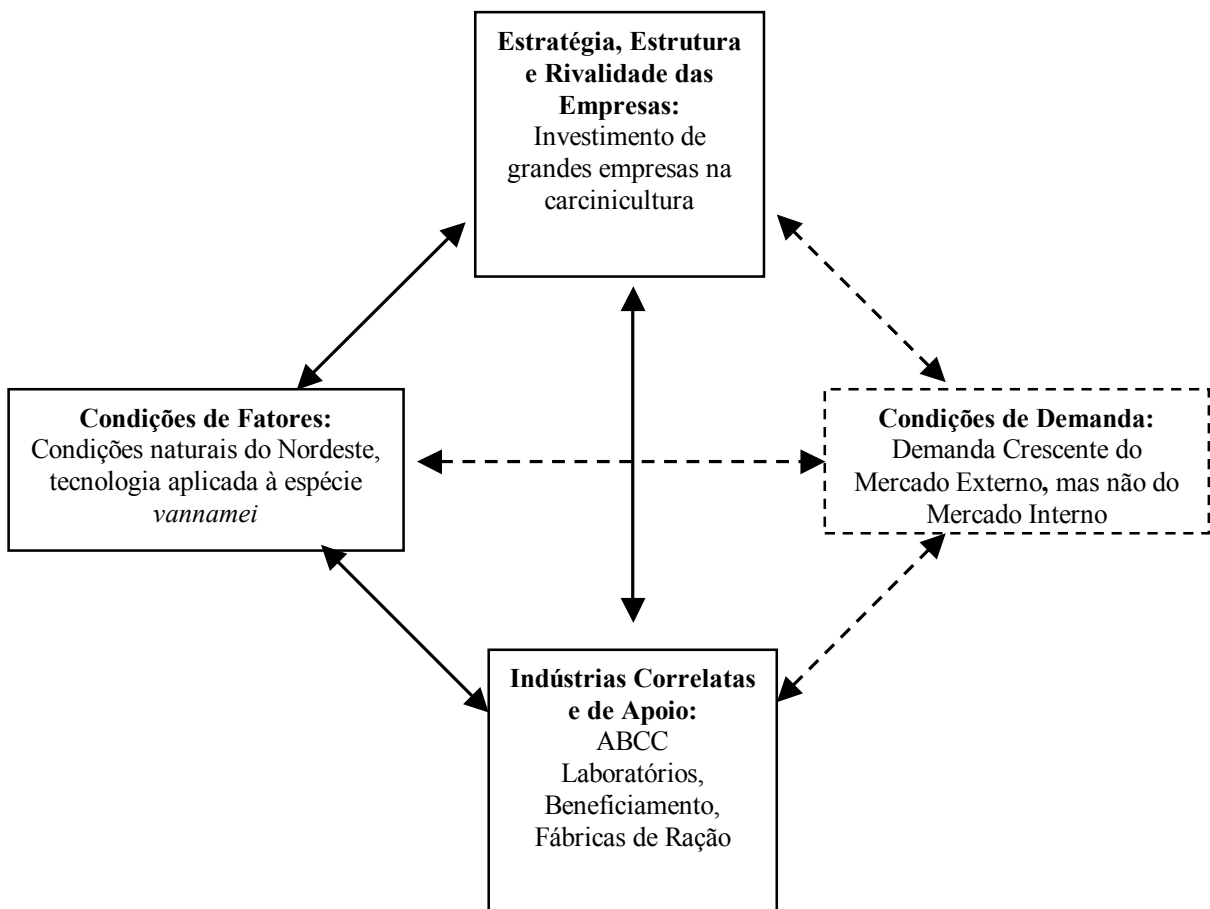 Estratégia, Estrutura
e Rivalidade das
Empresas:
Investimento de
grandes empresas na
carcinicultura
Condições de Fatores:
Condições naturais do Nordeste,
tecnologia aplicada à espécie
vannamei
Condições de Demanda:
Demanda Crescente do
Mercado Externo, mas não do
Mercado Interno
Indústrias Correlatas
e de Apoio:
ABCC
Laboratórios,
Beneficiamento,
Fábricas de Ração